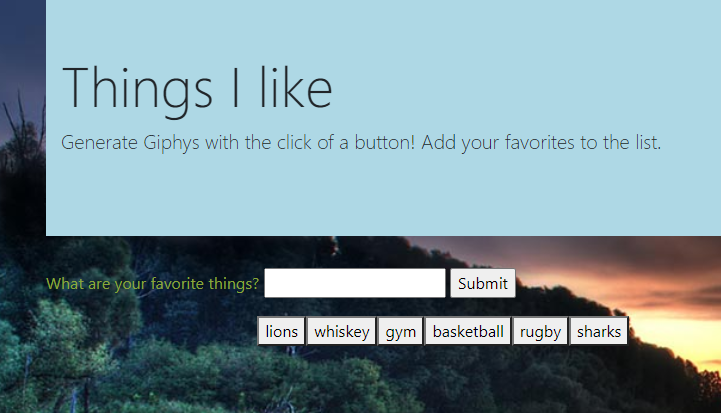 Things I like
Generate Giphys with the click of a button! Add your favorites to the list.
What are your favorite things? Submit
lions whiskey gym basketball rugby sharks